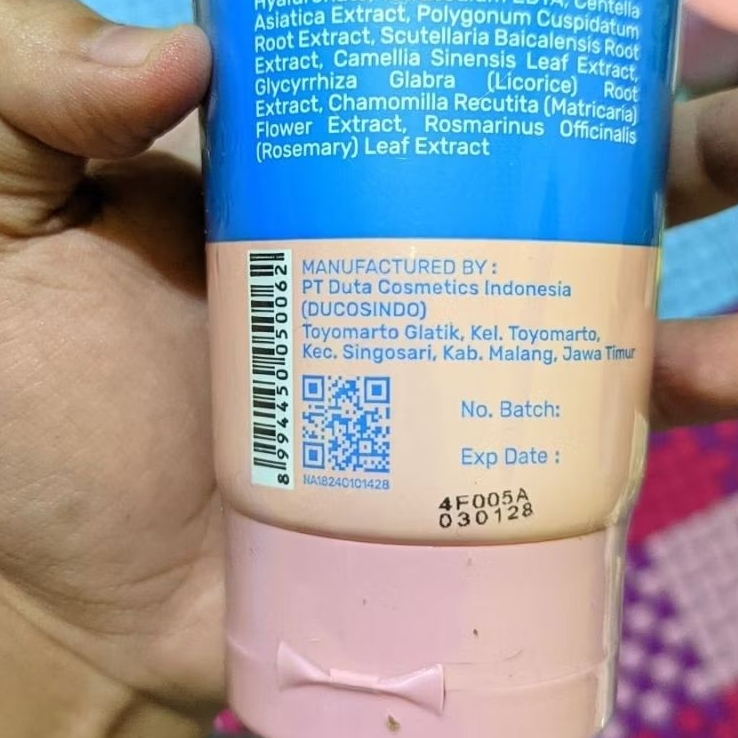 Centella
Asiatica Extract, Polygonum Cuspidatum
Root Extract, Scutellaria Baicalensis Root
Extract, Camellia Sinensis Leaf Extract,
Glycyrrhiza Glabra (Licorice) Root
Extract, Chamomilla Recutita (Matricaria)
Flower Extract, Rosmarinus Officinalis
(Rosemary) Leaf Extract
MANUFACTURED BY :
PT Duta Cosmetics Indonesia
(DUCOSINDO)
Toyomarto Glatik, Kel. Toyomarto,
Kec. Singosari, Kab. Malang, Jawa Timur
8994450050062
No. Batch:
Exp Date :
NA18240101428
4F005A
030128